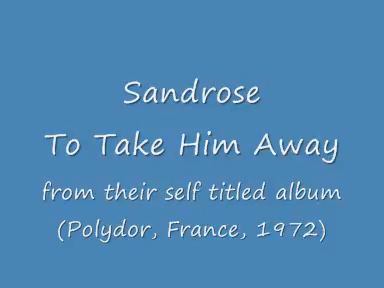 Sandrose
To Take Him Away
from their self titled album
(Polydor, France, 1972)